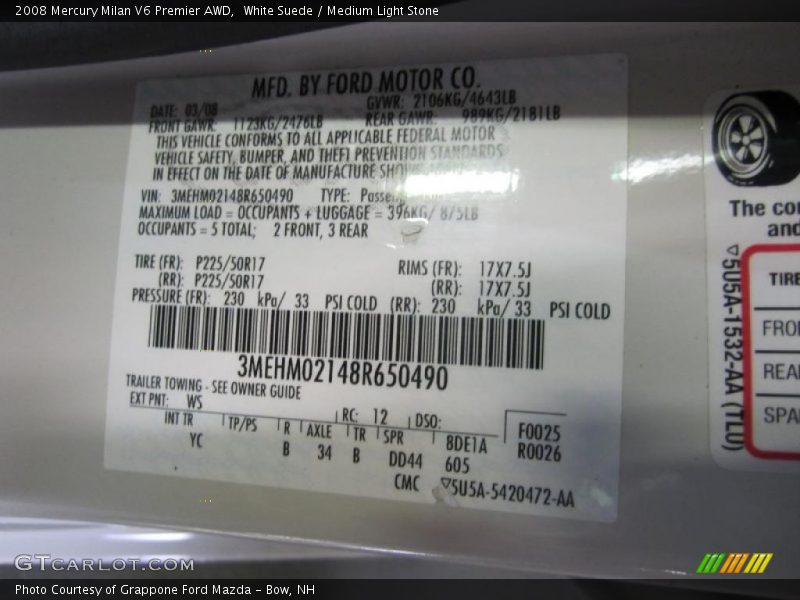 2008 Mercury Milan V6 Premier AWD,  White Suede / Medium Light Stone
MFD. BY FORD MOTOR CO.
DATE: 03/08 GVWR: 2106KG/4643LB
FRONT GAWR: 1123KG/2476LB REAR GAWR: 989KG/2181LB
THIS VEHICLE CONFORMS TO ALL APPLICABLE FEDERAL MOTOR
VEHICLE SAFETY, BUMPER, AND THEFT PREVENTION STANDARDS
IN EFFECT ON THE DATE OF MANUFACTURE
VIN: 3MEHM02148R650490 TYPE:
MAXIMUM LOAD = OCCUPANTS + LUGGAGE = 396KG/ 875LB
OCCUPANTS = 5 TOTAL; 2 FRONT, 3 REAR
TIRE (FR): P225/50R17 RIMS (FR): 17X7.5J
(RR): P225/50R17 (RR): 17X7.5J
PRESSURE (FR): 230 kPa/ 33 PSI COLD (RR): 230 kPa/ 33 PSI COLD
3MEHM02148R650490
TRAILER TOWING - SEE OWNER GUIDE
EXT PNT: WS RC: 12 DSO:
INT TR TP/PS R AXLE TR SPR 8DE1A F0025
YC B 34 B DD44 605 R0026
CMC ▽5U5A-5420472-AA
The
and
▽5U5A-1532-AA (TLU)
TIRE
GTCARLOT.COM
Photo Courtesy of Grappone Ford Mazda – Bow, NH